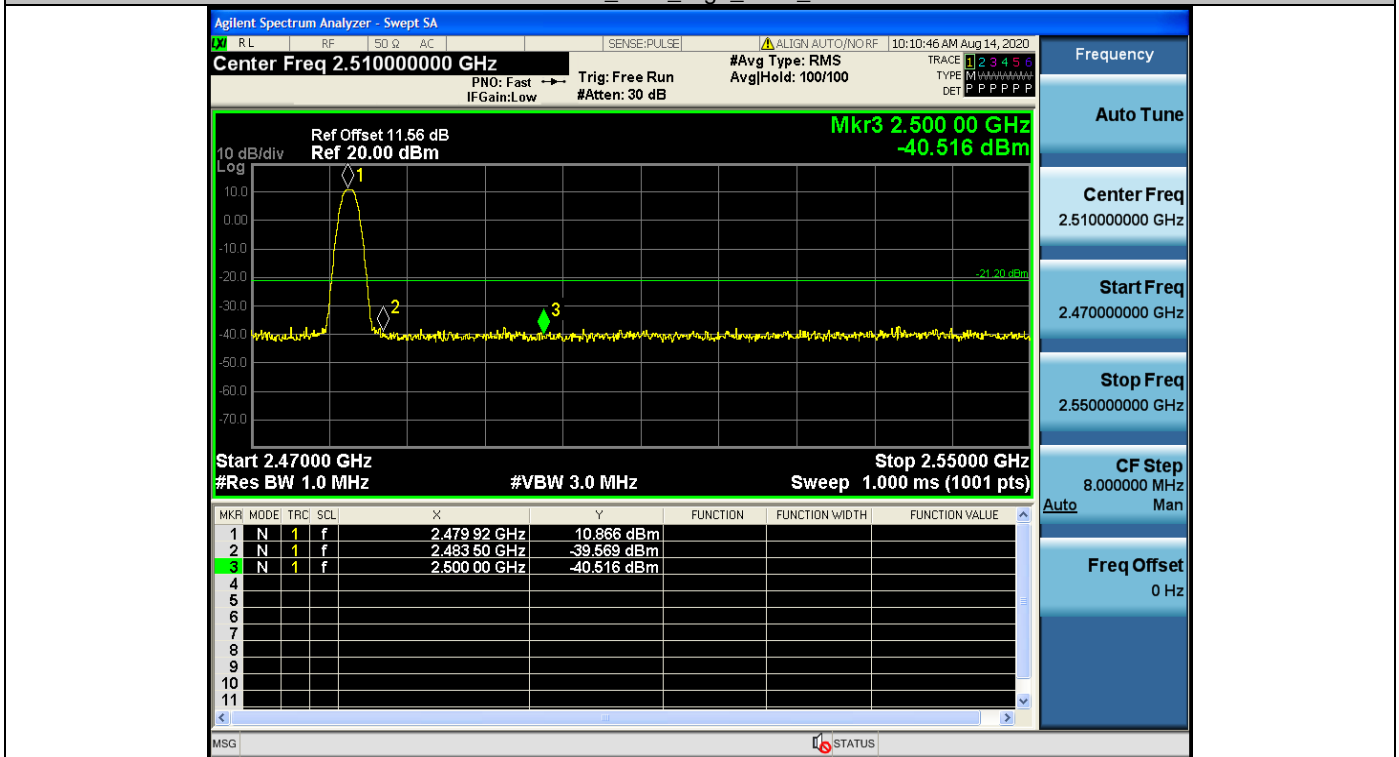 Agilent Spectrum Analyzer - Swept SA
LXI RL RF 50 Ω AC SENSE:PULSE ALIGN AUTO/NO RF 10:10:46 AM Aug 14, 2020
Center Freq 2.510000000 GHz
PNO: Fast
IFGain:Low
Trig: Free Run
#Atten: 30 dB
#Avg Type: RMS
Avg|Hold: 100/100
TRACE 1 2 3 4 5 6
TYPE M WWWWW
DET P P P P P P
Ref Offset 11.56 dB
10 dB/div Ref 20.00 dBm
Log
Mkr3 2.500 00 GHz
-40.516 dBm
1
10.0
0.00
-10.0
-20.0
-21.20 dBm
-30.0
2
3
-40.0
-50.0
-60.0
-70.0
Start 2.47000 GHz Stop 2.55000 GHz
#Res BW 1.0 MHz #VBW 3.0 MHz Sweep 1.000 ms (1001 pts)
MKR MODE TRC SCL X Y FUNCTION FUNCTION WIDTH FUNCTION VALUE
1 N 1 f 2.479 92 GHz 10.866 dBm
2 N 1 f 2.483 50 GHz -39.569 dBm
3 N 1 f 2.500 00 GHz -40.516 dBm
4
5
6
7
8
9
10
11
MSG STATUS
Frequency
Auto Tune
Center Freq
2.510000000 GHz
Start Freq
2.470000000 GHz
Stop Freq
2.550000000 GHz
CF Step
8.000000 MHz
Auto Man
Freq Offset
0 Hz